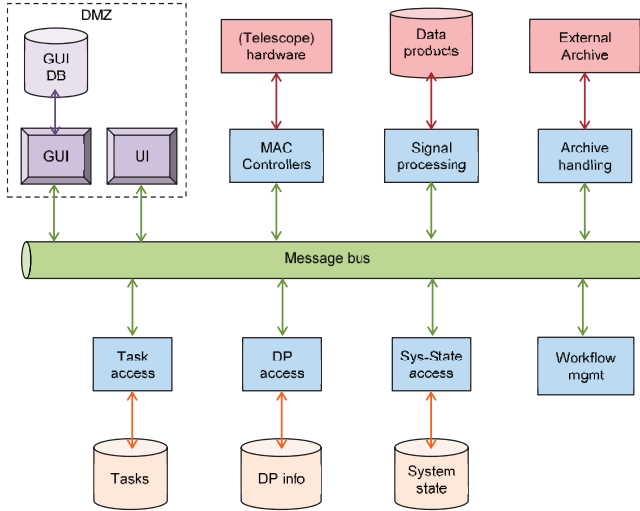 DMZ
GUI
DB
GUI
UI
(Telescope)
hardware
Data
products
External
Archive
MAC
Controllers
Signal
processing
Archive
handling
Message bus
Task
access
DP
access
Sys-State
access
Workflow
mgmt
Tasks
DP info
System
state